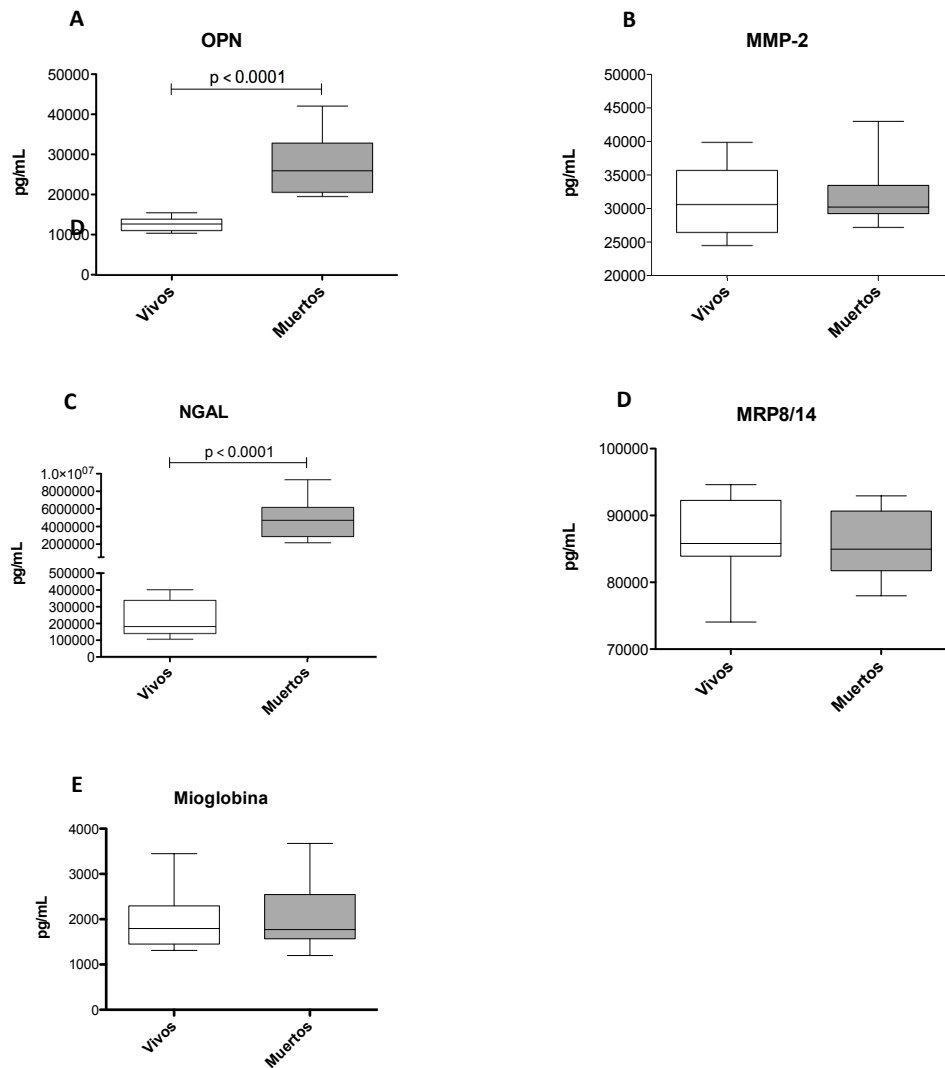 A
OPN
p < 0.0001
50000
40000
30000
20000
10000
0
pg/mL
D
Vivos
Muertos
B
MMP-2
50000
45000
40000
35000
30000
25000
20000
pg/mL
Vivos
Muertos
C
NGAL
p < 0.0001
1.0×10⁰⁷
8000000
6000000
4000000
2000000
500000
400000
300000
200000
100000
0
pg/mL
Vivos
Muertos
D
MRP8/14
100000
90000
80000
70000
pg/mL
Vivos
Muertos
E
Mioglobina
4000
3000
2000
1000
0
pg/mL
Vivos
Muertos